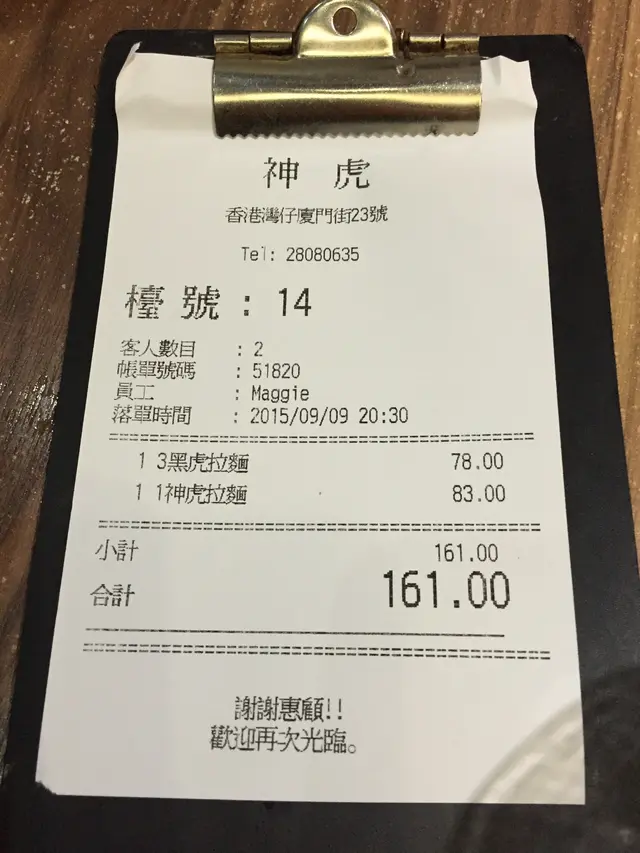 神 虎
香港灣仔廈門街23號
Tel: 28080635
檯 號 : 14
客人數目 : 2
帳單號碼 : 51820
員工 : Maggie
落單時間 : 2015/09/09 20:30
1 3黑虎拉麵 78.00
1 1神虎拉麵 83.00
小計 161.00
合計 161.00
謝謝惠顧!!
歡迎再次光臨。